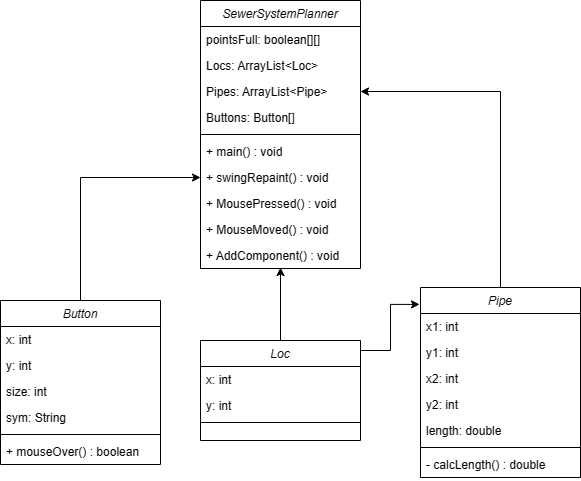 SewerSystemPlanner
pointsFull: boolean[][]
Locs: ArrayList<Loc>
Pipes: ArrayList<Pipe>
Buttons: Button[]
+ main() : void
+ swingRepaint() : void
+ MousePressed() : void
+ MouseMoved() : void
+ AddComponent() : void
Button
x: int
y: int
size: int
sym: String
+ mouseOver() : boolean
Loc
x: int
y: int
Pipe
x1: int
y1: int
x2: int
y2: int
length: double
- calcLength() : double